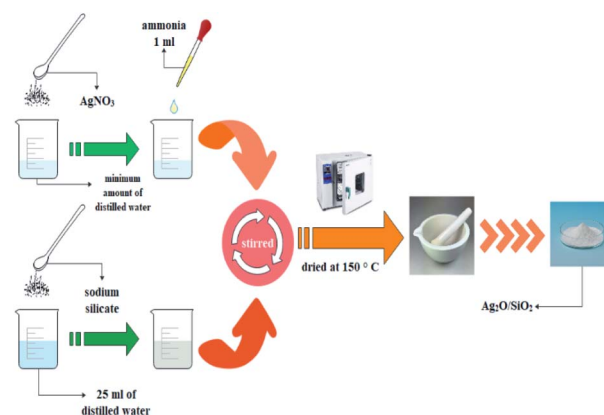 ammonia
1 ml
AgNO₃
minimum
amount of
distilled water
stirred
dried at 150 ° C
sodium
silicate
Ag₂O/SiO₂
25 ml of
distilled water